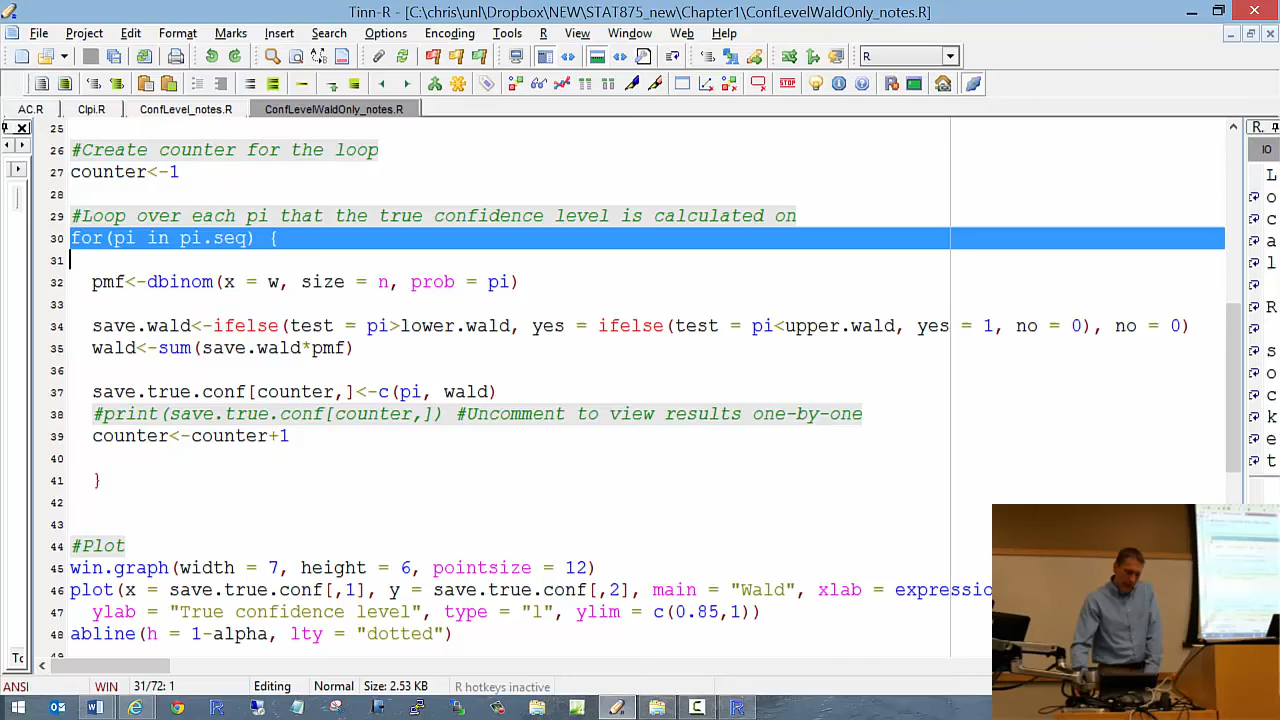 Tinn-R - [C:\chris\unl\Dropbox\NEW\STAT875_new\Chapter1\ConfLevelWaldOnly_notes.R]
File Project Edit Format Marks Insert Search Options Encoding Tools R View Window Web Help
R
AC.R CIpi.R ConfLevel_notes.R ConfLevelWaldOnly_notes.R
25
26 #Create counter for the loop
27 counter<-1
28
29 #Loop over each pi that the true confidence level is calculated on
30 for(pi in pi.seq) {
31
32 pmf<-dbinom(x = w, size = n, prob = pi)
33
34 save.wald<-ifelse(test = pi>lower.wald, yes = ifelse(test = pi<upper.wald, yes = 1, no = 0), no = 0)
35 wald<-sum(save.wald*pmf)
36
37 save.true.conf[counter,]<-c(pi, wald)
38 #print(save.true.conf[counter,]) #Uncomment to view results one-by-one
39 counter<-counter+1
40
41 }
42
43
44 #Plot
45 win.graph(width = 7, height = 6, pointsize = 12)
46 plot(x = save.true.conf[,1], y = save.true.conf[,2], main = "Wald", xlab = expressio
47 ylab = "True confidence level", type = "l", ylim = c(0.85,1))
48 abline(h = 1-alpha, lty = "dotted")
49
R.
IO
L
o
c
a
l
R
s
o
c
k
e
t
To
ANSI WIN 31/72: 1 Editing Normal Size: 2.53 KB R hotkeys inactive